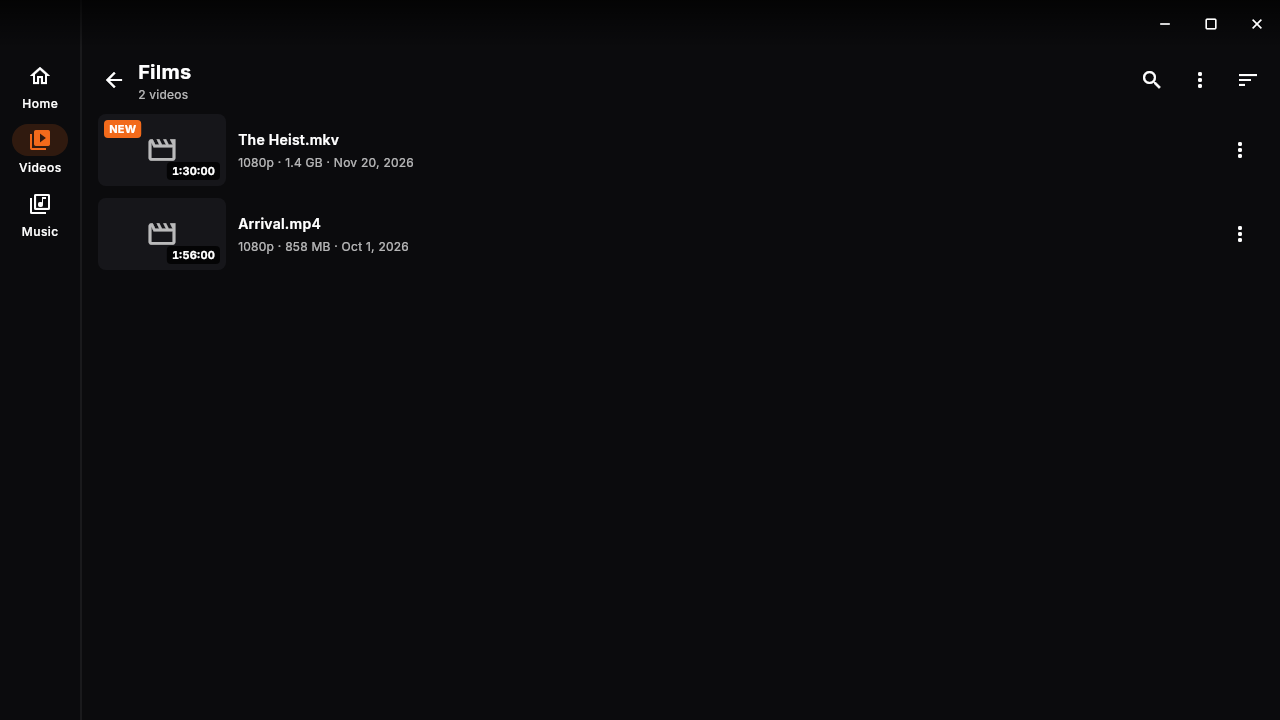 Films
2 videos
Home
Videos
Music
NEW
1:30:00
The Heist.mkv
1080p · 1.4 GB · Nov 20, 2026
1:56:00
Arrival.mp4
1080p · 858 MB · Oct 1, 2026